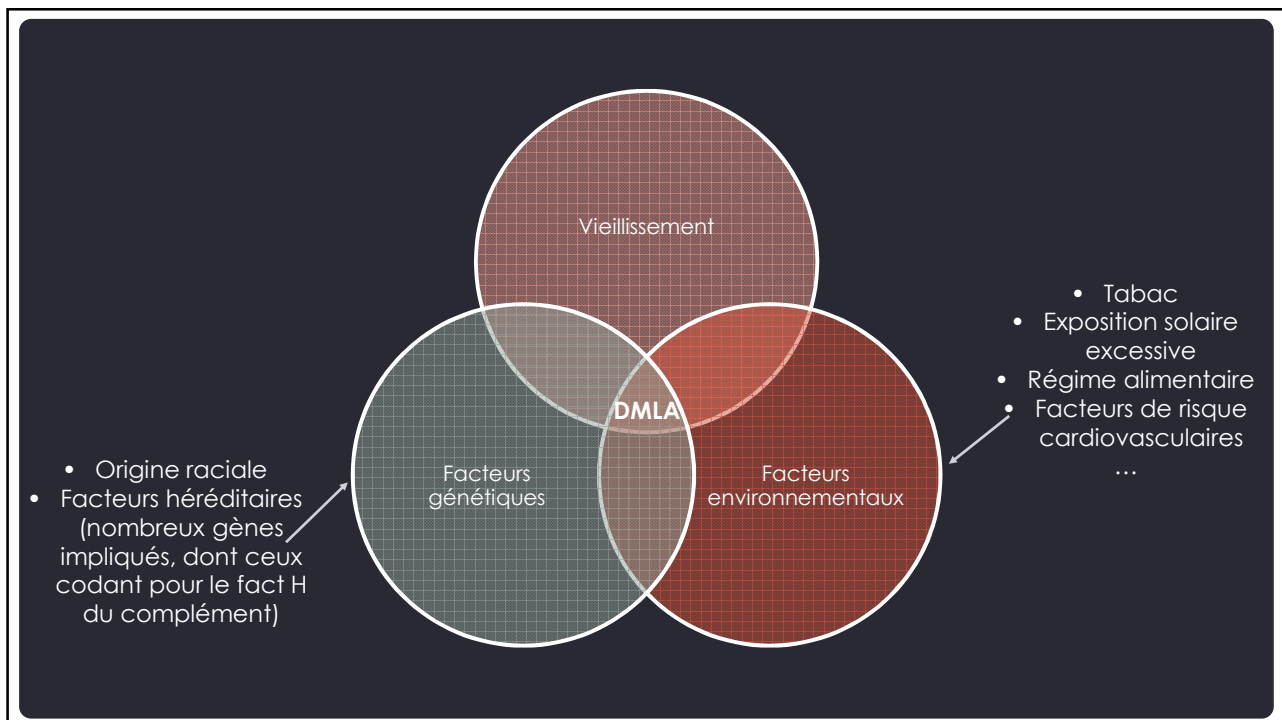 Vieillissement
• Tabac
• Exposition solaire
excessive
• Régime alimentaire
• Facteurs de risque
cardiovasculaires
…
DMLA
Facteurs
génétiques
Facteurs
environnementaux
• Origine raciale
• Facteurs héréditaires
(nombreux gènes
impliqués, dont ceux
codant pour le fact H
du complément)